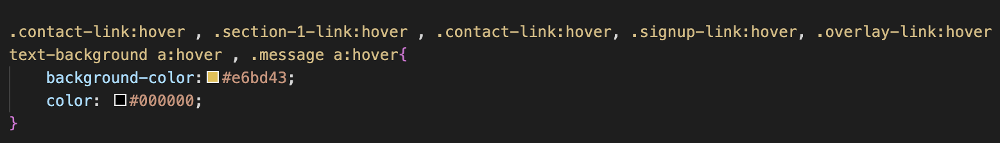 .contact-link:hover , .section-1-link:hover , .contact-link:hover, .signup-link:hover, .overlay-link:hover
text-background a:hover , .message a:hover{
    background-color:#e6bd43;
    color: #000000;
}